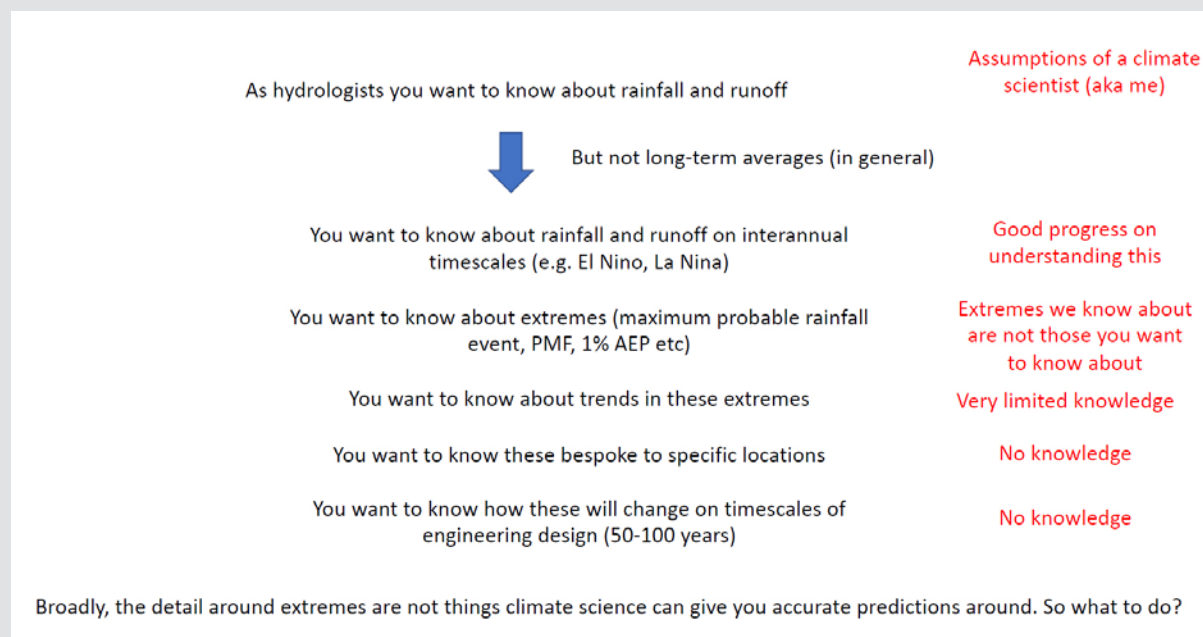 Assumptions of a climate
scientist (aka me)
As hydrologists you want to know about rainfall and runoff
But not long-term averages (in general)
You want to know about rainfall and runoff on interannual
timescales (e.g. El Nino, La Nina)
Good progress on
understanding this
You want to know about extremes (maximum probable rainfall
event, PMF, 1% AEP etc)
Extremes we know about
are not those you want
to know about
You want to know about trends in these extremes
Very limited knowledge
You want to know these bespoke to specific locations
No knowledge
You want to know how these will change on timescales of
engineering design (50-100 years)
No knowledge
Broadly, the detail around extremes are not things climate science can give you accurate predictions around. So what to do?